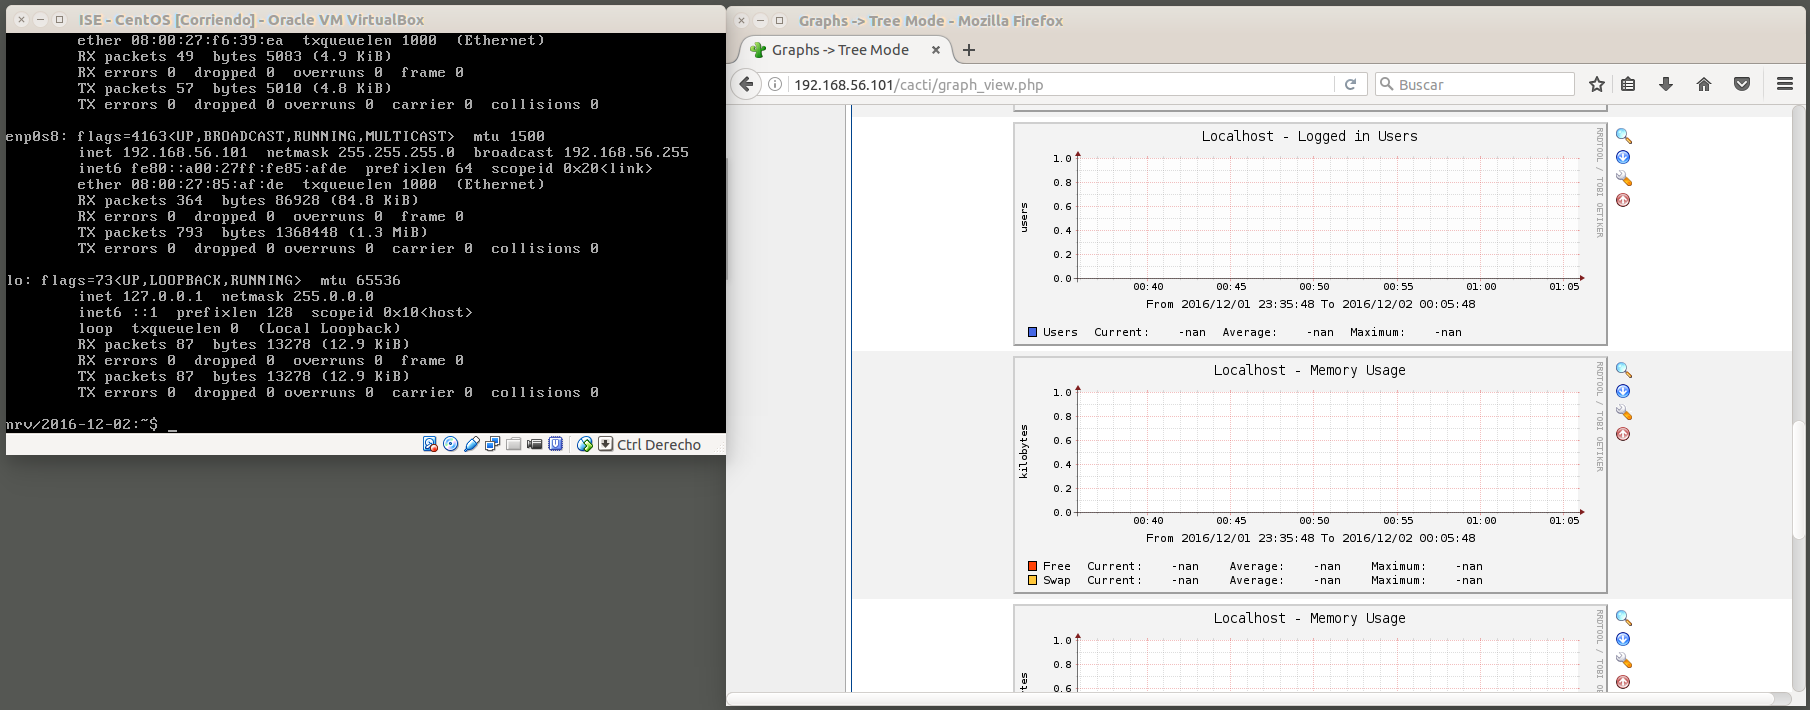 ISE - CentOS [Corriendo] - Oracle VM VirtualBox
ether 08:00:27:f6:39:ea  txqueuelen 1000  (Ethernet)
RX packets 49  bytes 5083 (4.9 KiB)
RX errors 0  dropped 0  overruns 0  frame 0
TX packets 57  bytes 5010 (4.8 KiB)
TX errors 0  dropped 0 overruns 0  carrier 0  collisions 0
enp0s8: flags=4163<UP,BROADCAST,RUNNING,MULTICAST>  mtu 1500
inet 192.168.56.101  netmask 255.255.255.0  broadcast 192.168.56.255
inet6 fe80::a00:27ff:fe85:afde  prefixlen 64  scopeid 0x20<link>
ether 08:00:27:85:af:de  txqueuelen 1000  (Ethernet)
RX packets 364  bytes 86928 (84.8 KiB)
RX errors 0  dropped 0  overruns 0  frame 0
TX packets 793  bytes 1368448 (1.3 MiB)
TX errors 0  dropped 0 overruns 0  carrier 0  collisions 0
lo: flags=73<UP,LOOPBACK,RUNNING>  mtu 65536
inet 127.0.0.1  netmask 255.0.0.0
inet6 ::1  prefixlen 128  scopeid 0x10<host>
loop  txqueuelen 0  (Local Loopback)
RX packets 87  bytes 13278 (12.9 KiB)
RX errors 0  dropped 0  overruns 0  frame 0
TX packets 87  bytes 13278 (12.9 KiB)
TX errors 0  dropped 0 overruns 0  carrier 0  collisions 0
nrv/2016-12-02:~$ _
Ctrl Derecho
Graphs -> Tree Mode - Mozilla Firefox
Graphs -> Tree Mode
192.168.56.101/cacti/graph_view.php
Buscar
Localhost - Logged in Users
RRDTOOL / TOBI OETIKER
users
1.0
0.8
0.6
0.4
0.2
0.0
00:40 00:45 00:50 00:55 01:00 01:05
From 2016/12/01 23:35:48 To 2016/12/02 00:05:48
Users  Current:  -nan  Average:  -nan  Maximum:  -nan
Localhost - Memory Usage
RRDTOOL / TOBI OETIKER
kilobytes
1.0
0.8
0.6
0.4
0.2
0.0
00:40 00:45 00:50 00:55 01:00 01:05
From 2016/12/01 23:35:48 To 2016/12/02 00:05:48
Free  Current:  -nan  Average:  -nan  Maximum:  -nan
Swap  Current:  -nan  Average:  -nan  Maximum:  -nan
Localhost - Memory Usage
RRDTOOL / TOBI OE
tes
1.0
0.8
0.6